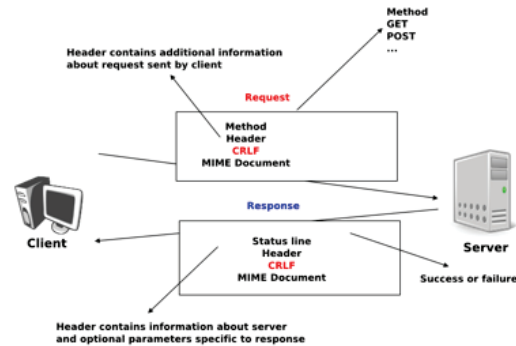 Method
GET
POST
...
Header contains additional information
about request sent by client
Request
Method
Header
CRLF
MIME Document
Response
Client
Server
Status line
Header
CRLF
MIME Document
Success or failure
Header contains information about server
and optional parameters specific to response